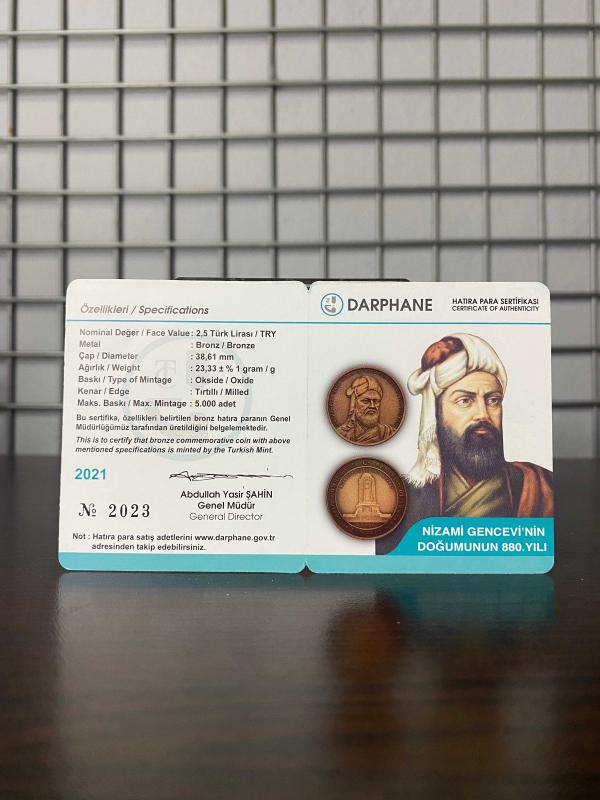 Özellikleri / Specifications
Nominal Değer / Face Value : 2,5 Türk Lirası / TRY
Metal : Bronz / Bronze
Çap / Diameter : 38,61 mm
Ağırlık / Weight : 23,33 ± % 1 gram / g
Baskı / Type of Mintage : Okside / Oxide
Kenar / Edge : Tırtıllı / Milled
Maks. Baskı / Max. Mintage : 5.000 adet
Bu sertifika, özellikleri belirtilen bronz hatıra paranın Genel
Müdürlüğümüz tarafından üretildiğini belgelemektedir.
This is to certify that bronze commemorative coin with above
mentioned specifications is minted by the Turkish Mint.
2021
Abdullah Yasir ŞAHİN
Genel Müdür
General Director
№ 2023
Not : Hatıra para satış adetlerini www.darphane.gov.tr
adresinden takip edebilirsiniz.
DARPHANE
HATIRA PARA SERTİFİKASI
CERTIFICATE OF AUTHENTICITY
NİZAMİ GENCEVİ'NİN
DOĞUMUNUN 880.YILI